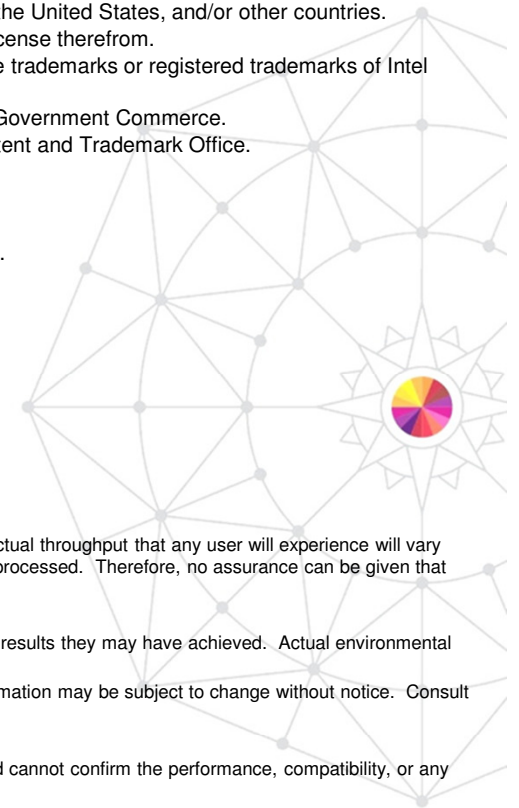 the United States, and/or other countries.
cense therefrom.
e trademarks or registered trademarks of Intel
Government Commerce.
tent and Trademark Office.
.
ctual throughput that any user will experience will vary
processed. Therefore, no assurance can be given that
results they may have achieved. Actual environmental
mation may be subject to change without notice. Consult
d cannot confirm the performance, compatibility, or any